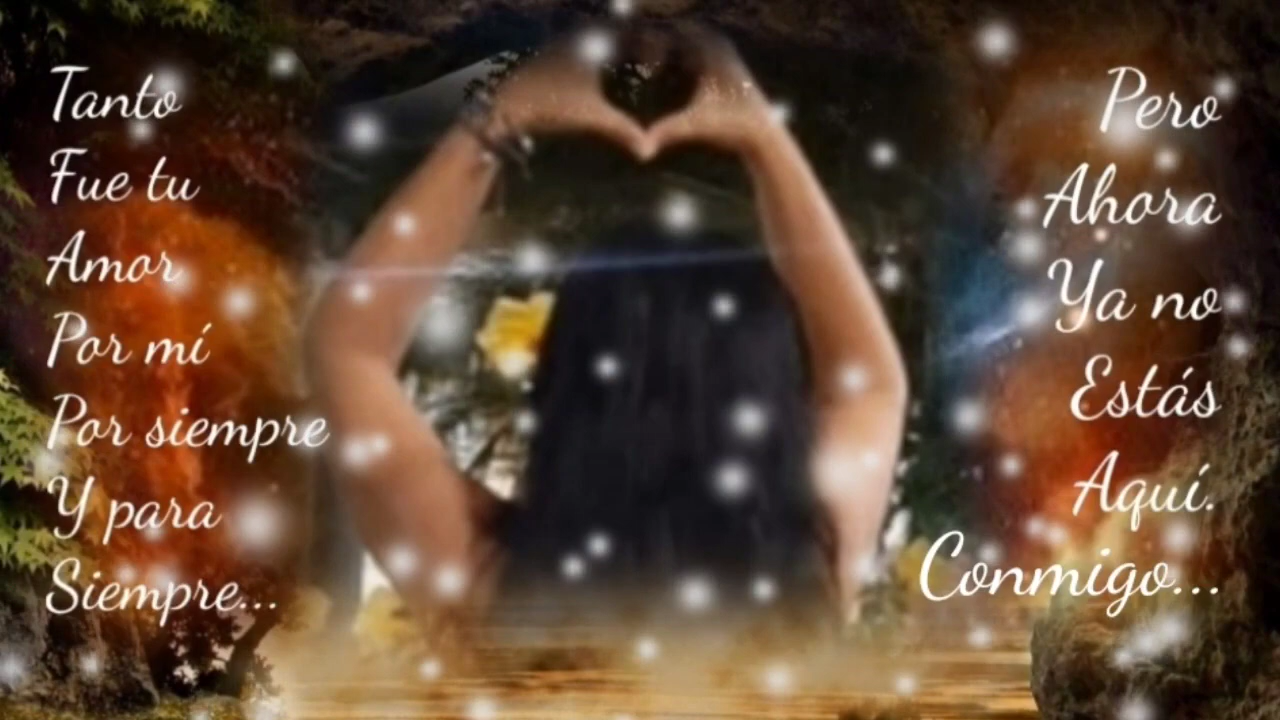 Tanto
Fue tu
Amor
Por mí
Por siempre
Y para
Siempre...
Pero
Ahora
Ya no
Estás
Aquí.
Conmigo...